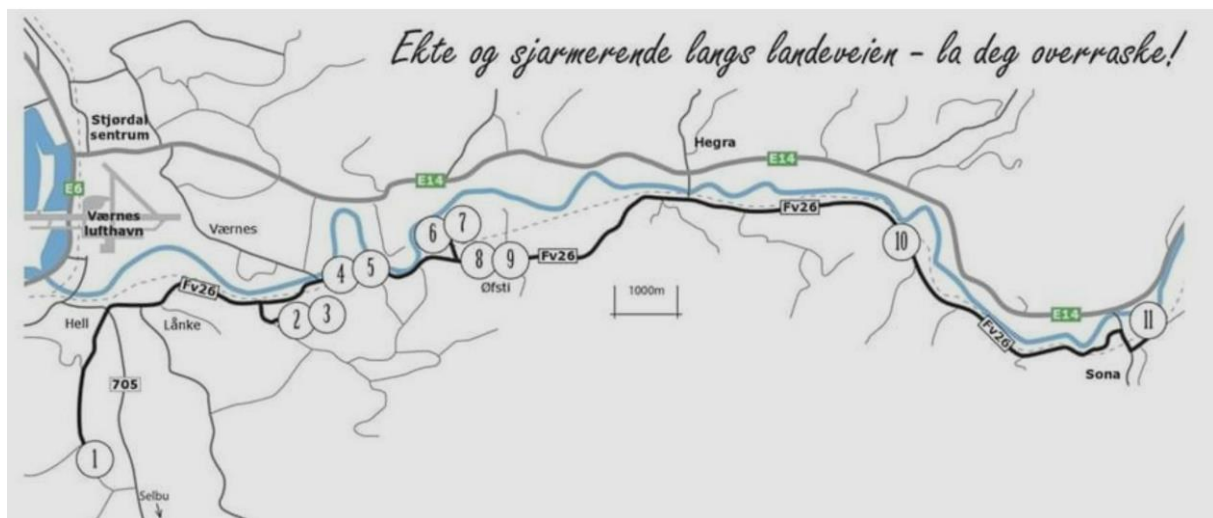 Ekte og sjarmerende langs landeveien - la deg overraske!
Stjørdal
sentrum
Hegra
E14
E14
E6
Værnes
lufthavn
Værnes
Fv26
6
7
10
4
5
8
9
Fv26
Øfsti
1000m
Fv26
2
3
Hell
Lånke
E14
11
Fv26
Sona
705
1
Selbu